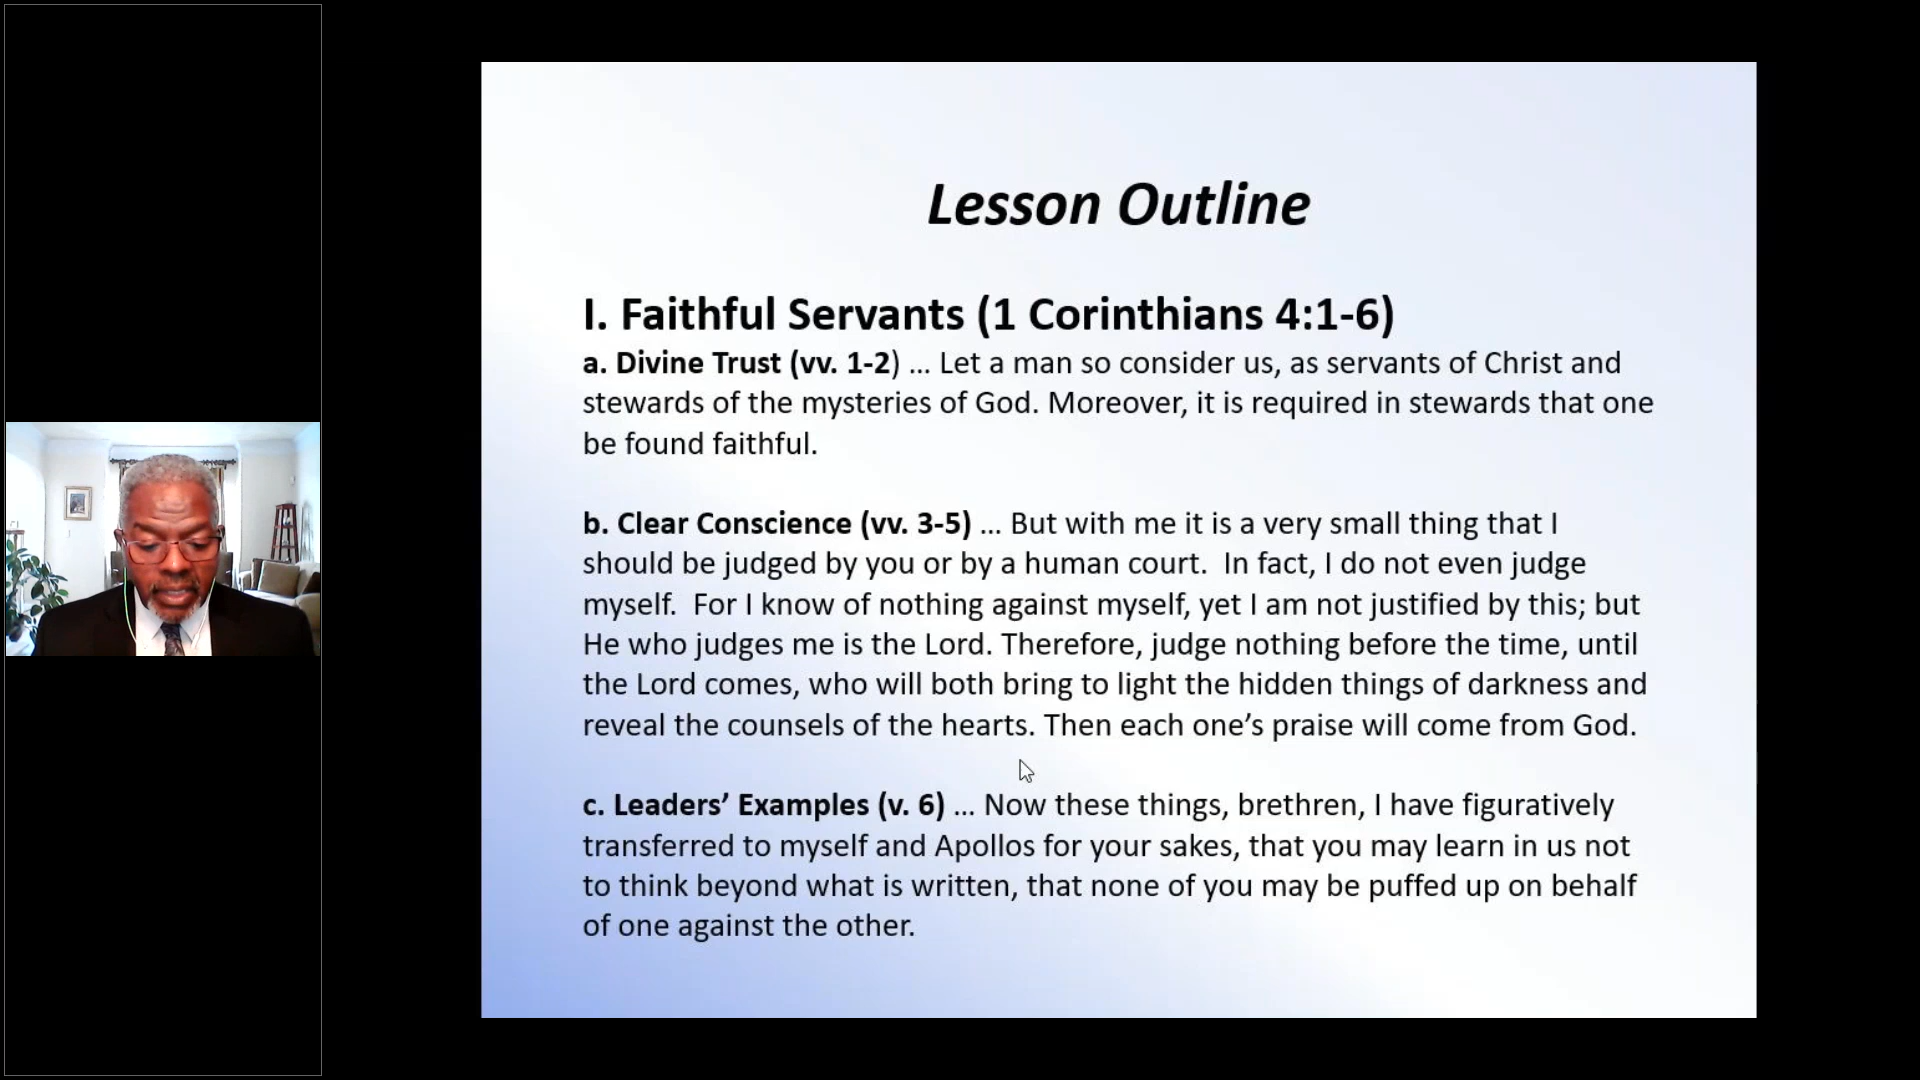 Lesson Outline
I. Faithful Servants (1 Corinthians 4:1-6)
a. Divine Trust (vv. 1-2) ... Let a man so consider us, as servants of Christ and
stewards of the mysteries of God. Moreover, it is required in stewards that one
be found faithful.
b. Clear Conscience (vv. 3-5) ... But with me it is a very small thing that I
should be judged by you or by a human court.  In fact, I do not even judge
myself.  For I know of nothing against myself, yet I am not justified by this; but
He who judges me is the Lord. Therefore, judge nothing before the time, until
the Lord comes, who will both bring to light the hidden things of darkness and
reveal the counsels of the hearts. Then each one’s praise will come from God.
c. Leaders’ Examples (v. 6) ... Now these things, brethren, I have figuratively
transferred to myself and Apollos for your sakes, that you may learn in us not
to think beyond what is written, that none of you may be puffed up on behalf
of one against the other.